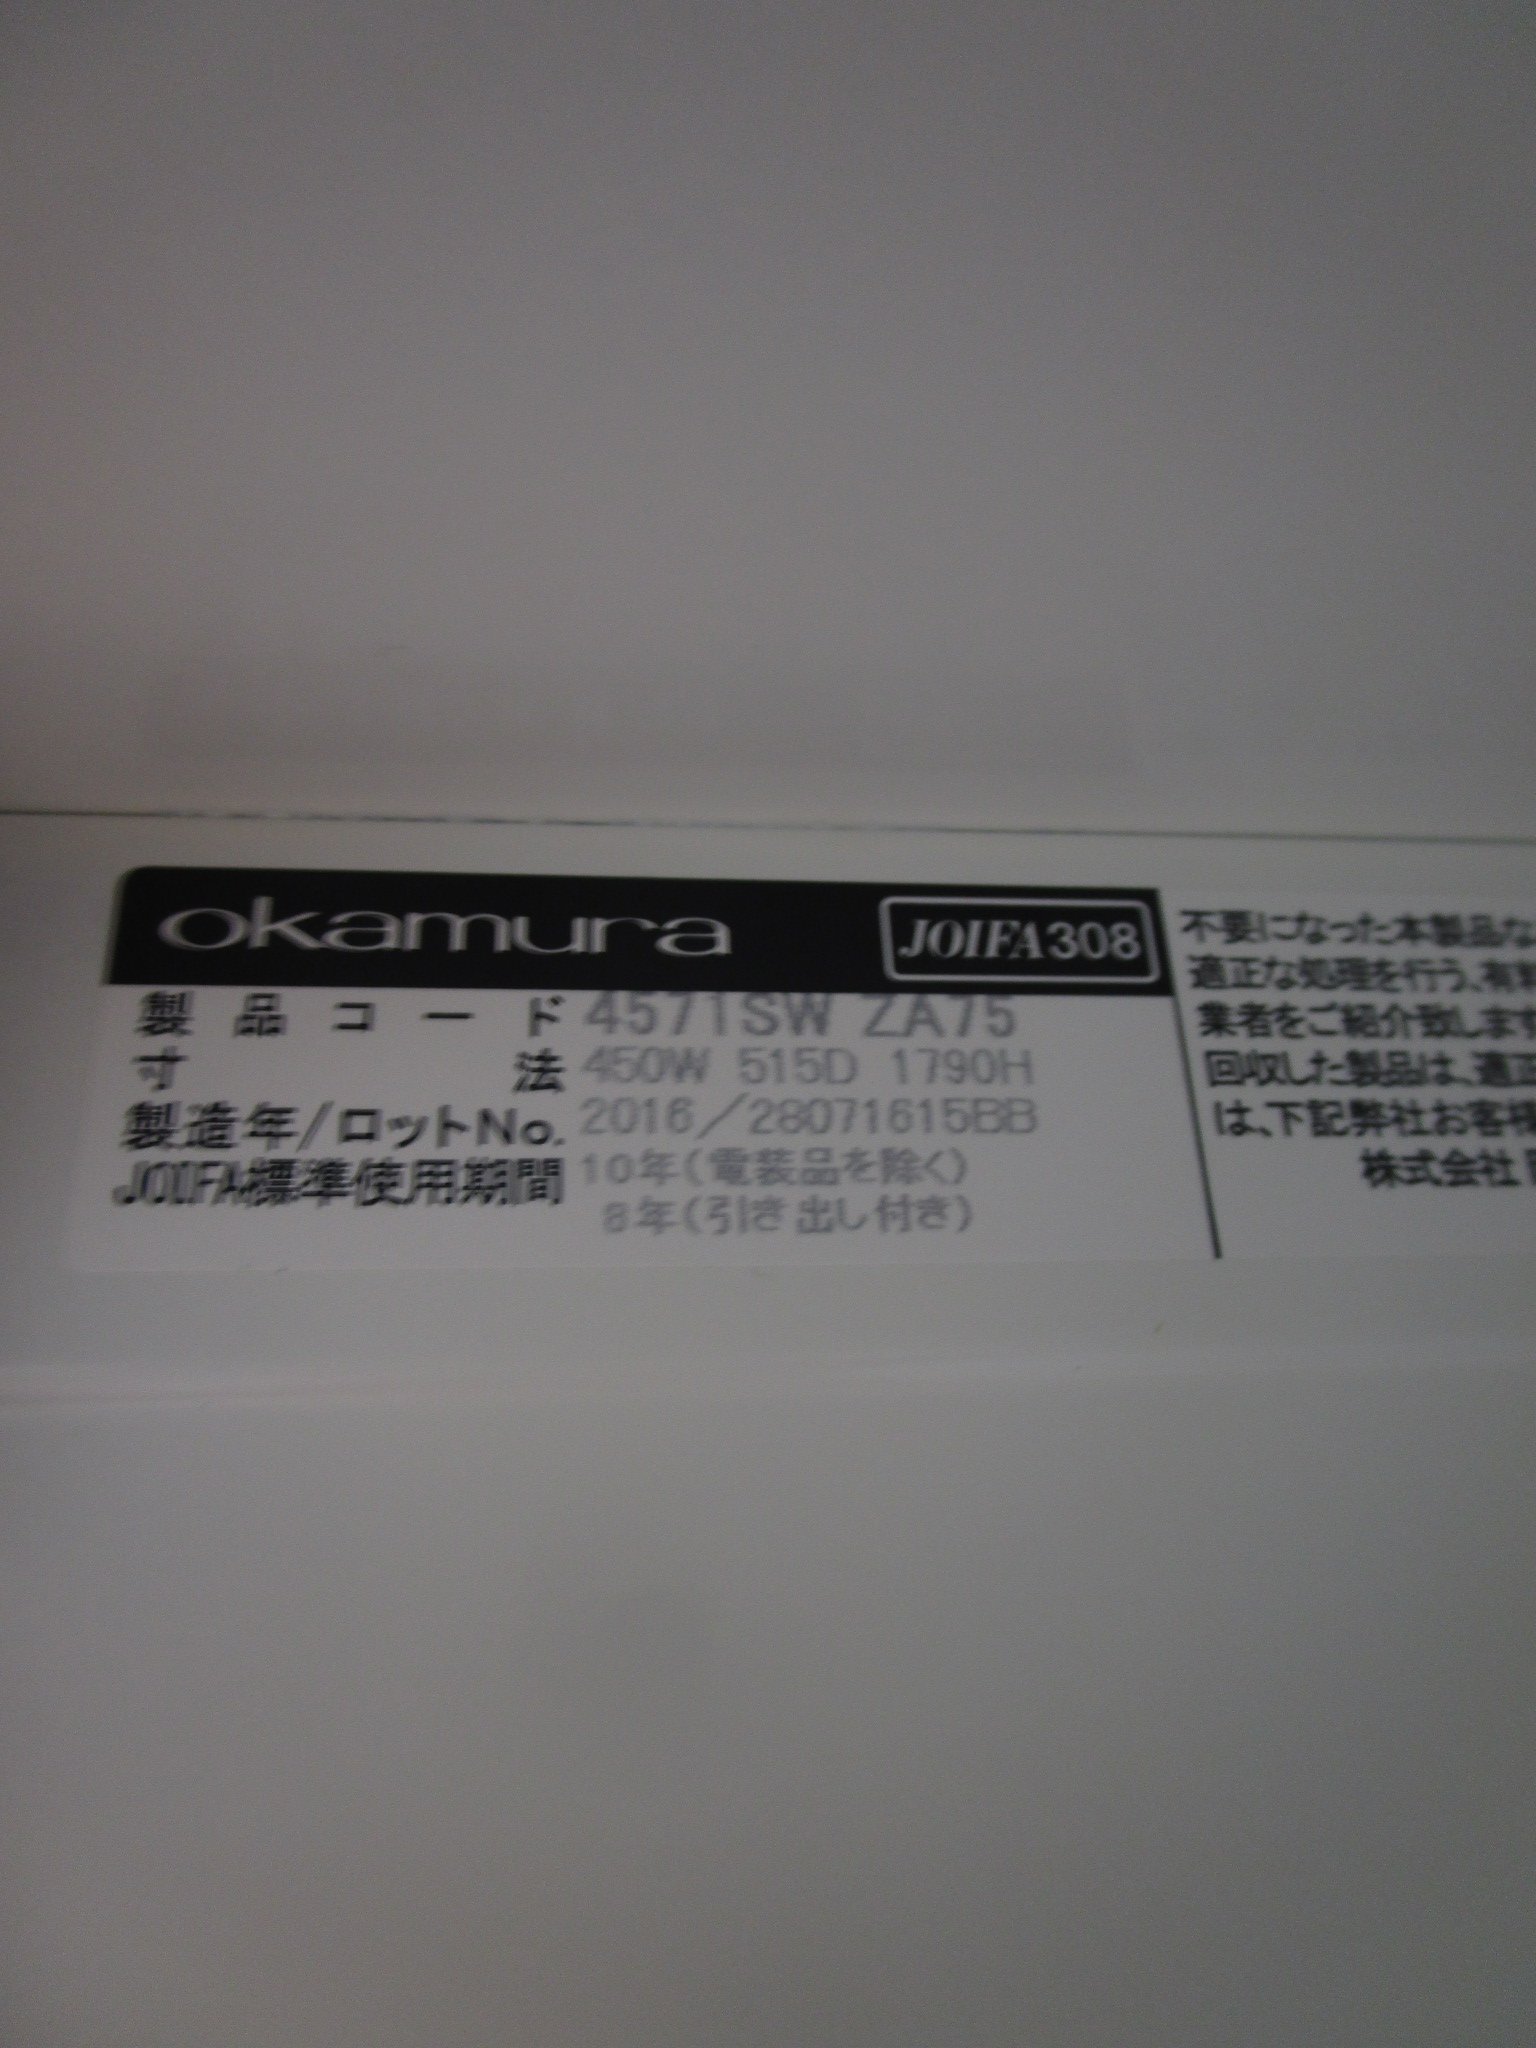 okamura JOIFA308
製品コード 4571SW ZA75
寸法 450W 515D 1790H
製造年/ロットNo. 2016/28071615BB
JOIFA標準使用期間 10年(電装品を除く)
8年(引き出し付き)
不要になった本製品な
適正な処理を行う、有料
業者をご紹介致します
回収した製品は、適正
は、下記弊社お客様
株式会社